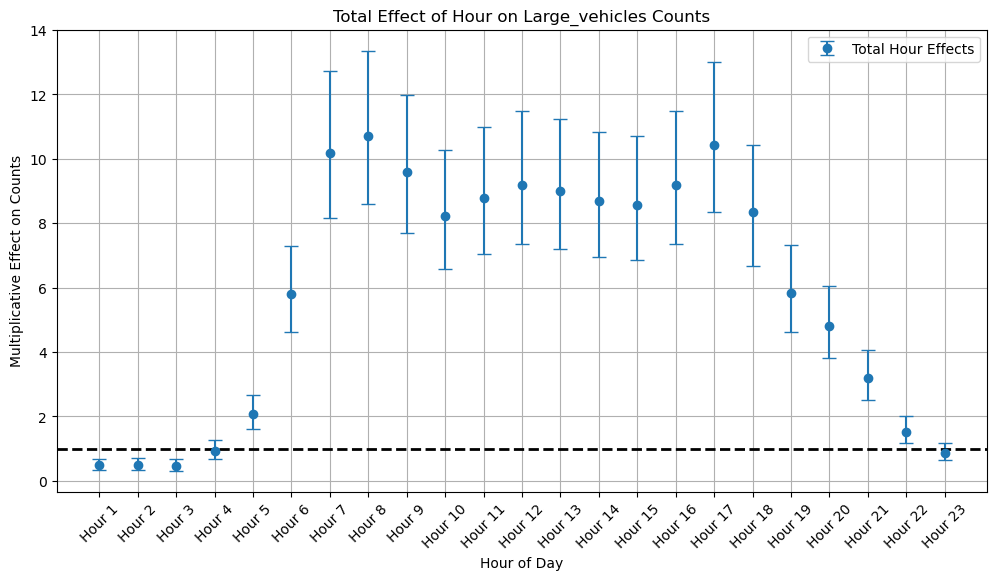 Total Effect of Hour on Large_vehicles Counts
Total Hour Effects
Multiplicative Effect on Counts
14
12
10
8
6
4
2
0
Hour 1
Hour 2
Hour 3
Hour 4
Hour 5
Hour 6
Hour 7
Hour 8
Hour 9
Hour 10
Hour 11
Hour 12
Hour 13
Hour 14
Hour 15
Hour 16
Hour 17
Hour 18
Hour 19
Hour 20
Hour 21
Hour 22
Hour 23
Hour of Day